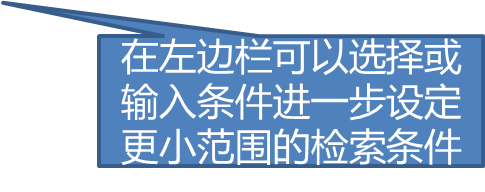 在左边栏可以选择或
输入条件进一步设定
更小范围的检索条件